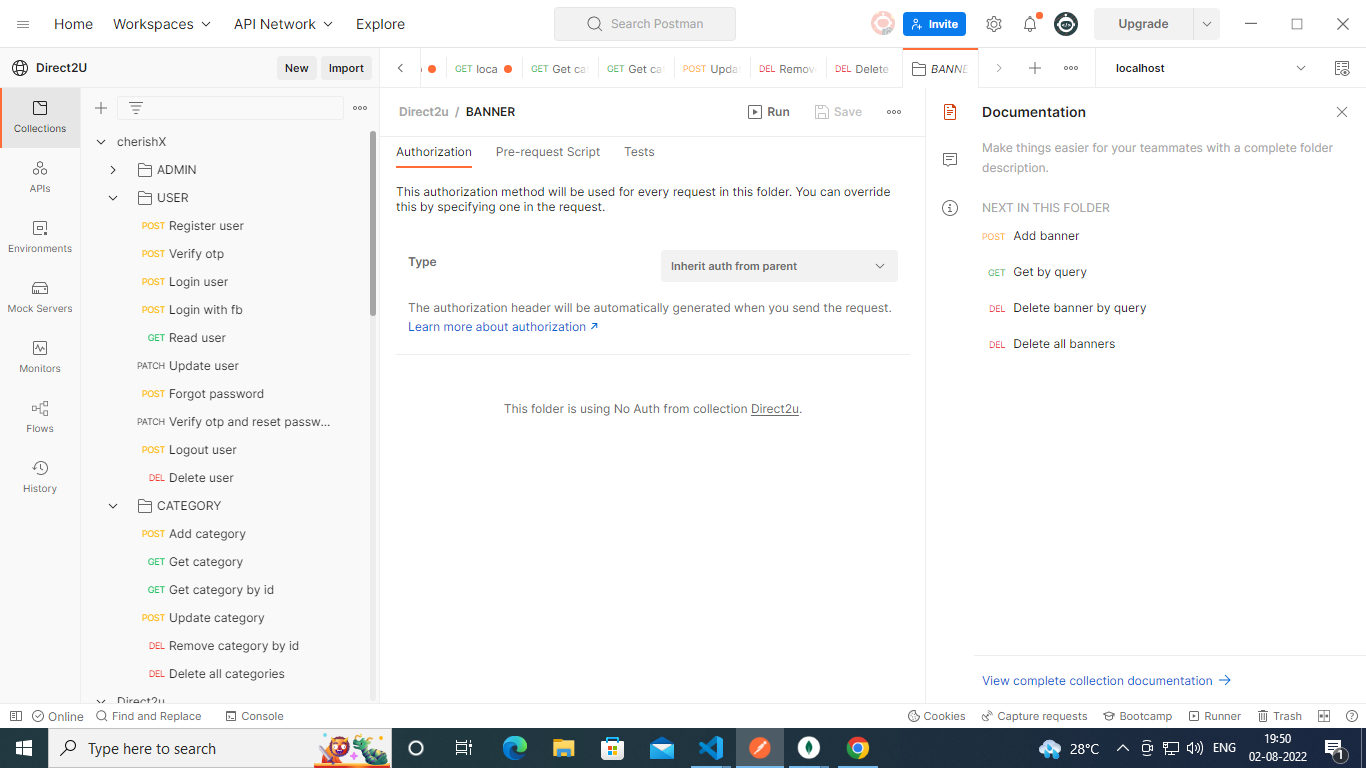 Home
Workspaces
API Network
Explore
Search Postman
Invite
Upgrade
Direct2U
New
Import
GET loca
GET Get ca
GET Get ca
POST Upda
DEL Remov
DEL Delete
BANNE
localhost
Collections
APIs
Environments
Mock Servers
Monitors
Flows
History
cherishX
ADMIN
USER
POST Register user
POST Verify otp
POST Login user
POST Login with fb
GET Read user
PATCH Update user
POST Forgot password
PATCH Verify otp and reset passw...
POST Logout user
DEL Delete user
CATEGORY
POST Add category
GET Get category
GET Get category by id
POST Update category
DEL Remove category by id
DEL Delete all categories
Direct2u
Direct2u / BANNER
Run
Save
Authorization
Pre-request Script
Tests
This authorization method will be used for every request in this folder. You can override
this by specifying one in the request.
Type
Inherit auth from parent
The authorization header will be automatically generated when you send the request.
Learn more about authorization ↗
This folder is using No Auth from collection Direct2u.
Documentation
Make things easier for your teammates with a complete folder
description.
NEXT IN THIS FOLDER
POST Add banner
GET Get by query
DEL Delete banner by query
DEL Delete all banners
View complete collection documentation →
Online
Find and Replace
Console
Cookies
Capture requests
Bootcamp
Runner
Trash
Type here to search
28°C
ENG
19:50
02-08-2022
1